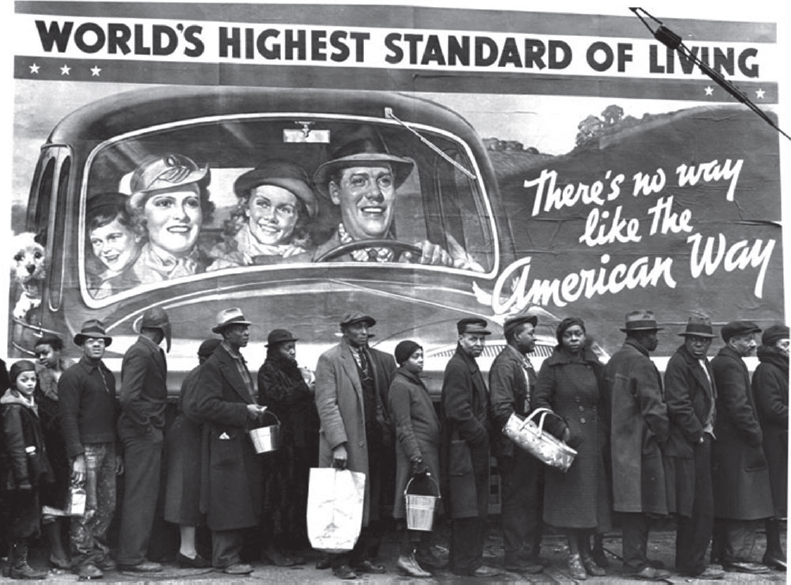 WORLD'S HIGHEST STANDARD OF LIVING
There's no way
like the
American Way